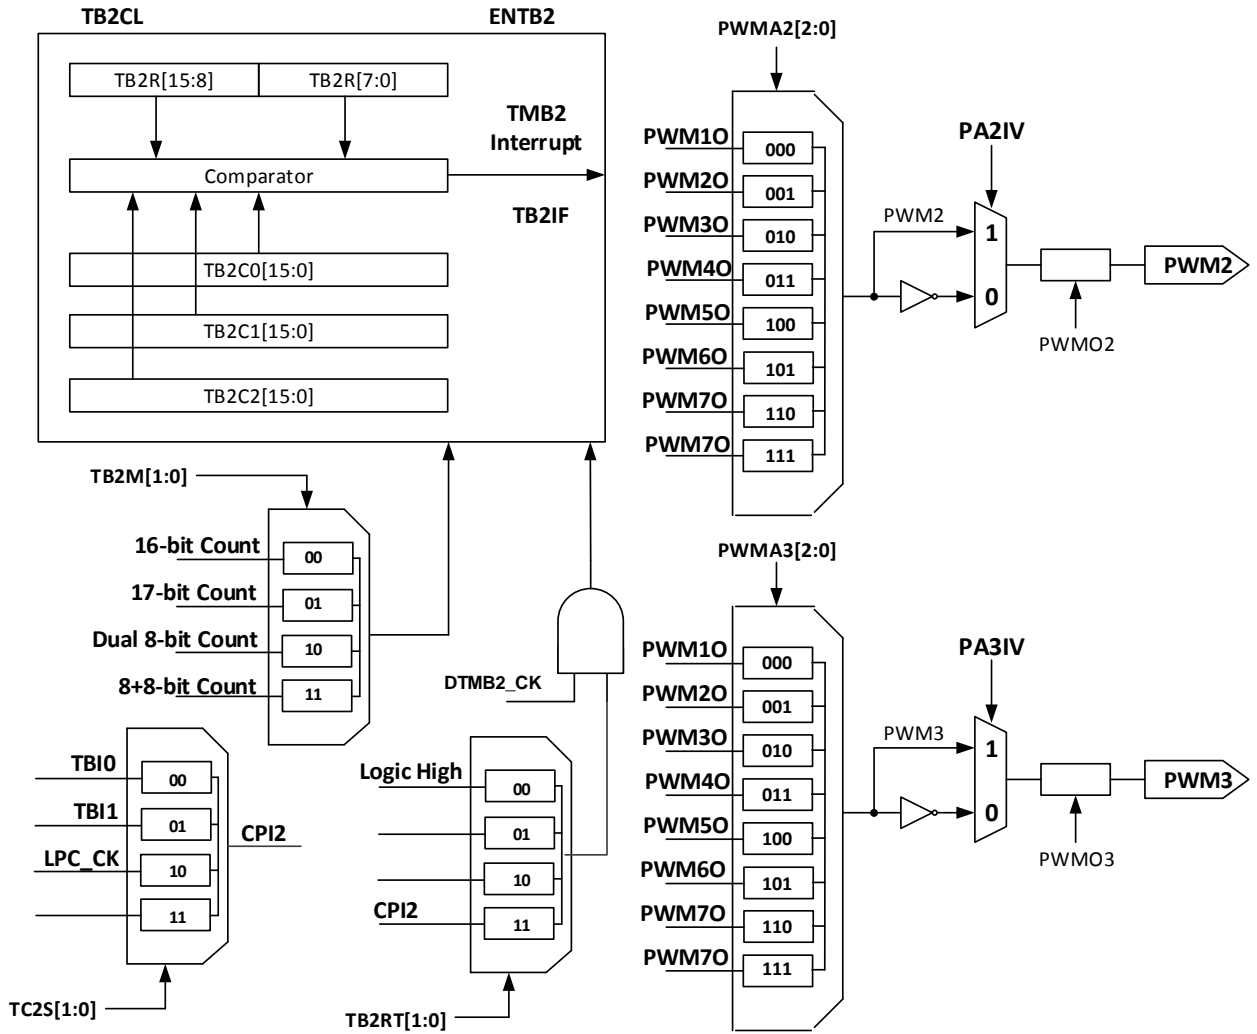 TB2CL
ENTB2
TB2R[15:8]
TB2R[7:0]
TMB2
Interrupt
Comparator
TB2IF
TB2C0[15:0]
TB2C1[15:0]
TB2C2[15:0]
TB2M[1:0]
16-bit Count
00
17-bit Count
01
Dual 8-bit Count
10
8+8-bit Count
11
DTMB2_CK
TBI0
00
TBI1
01
LPC_CK
10
11
CPI2
TC2S[1:0]
Logic High
00
01
10
CPI2
11
TB2RT[1:0]
PWMA2[2:0]
PWM1O
000
PWM2O
001
PWM3O
010
PWM4O
011
PWM5O
100
PWM6O
101
PWM7O
110
PWM7O
111
PA2IV
PWM2
1
0
PWM2
PWMO2
PWMA3[2:0]
PWM1O
000
PWM2O
001
PWM3O
010
PWM4O
011
PWM5O
100
PWM6O
101
PWM7O
110
PWM7O
111
PA3IV
PWM3
1
0
PWM3
PWMO3